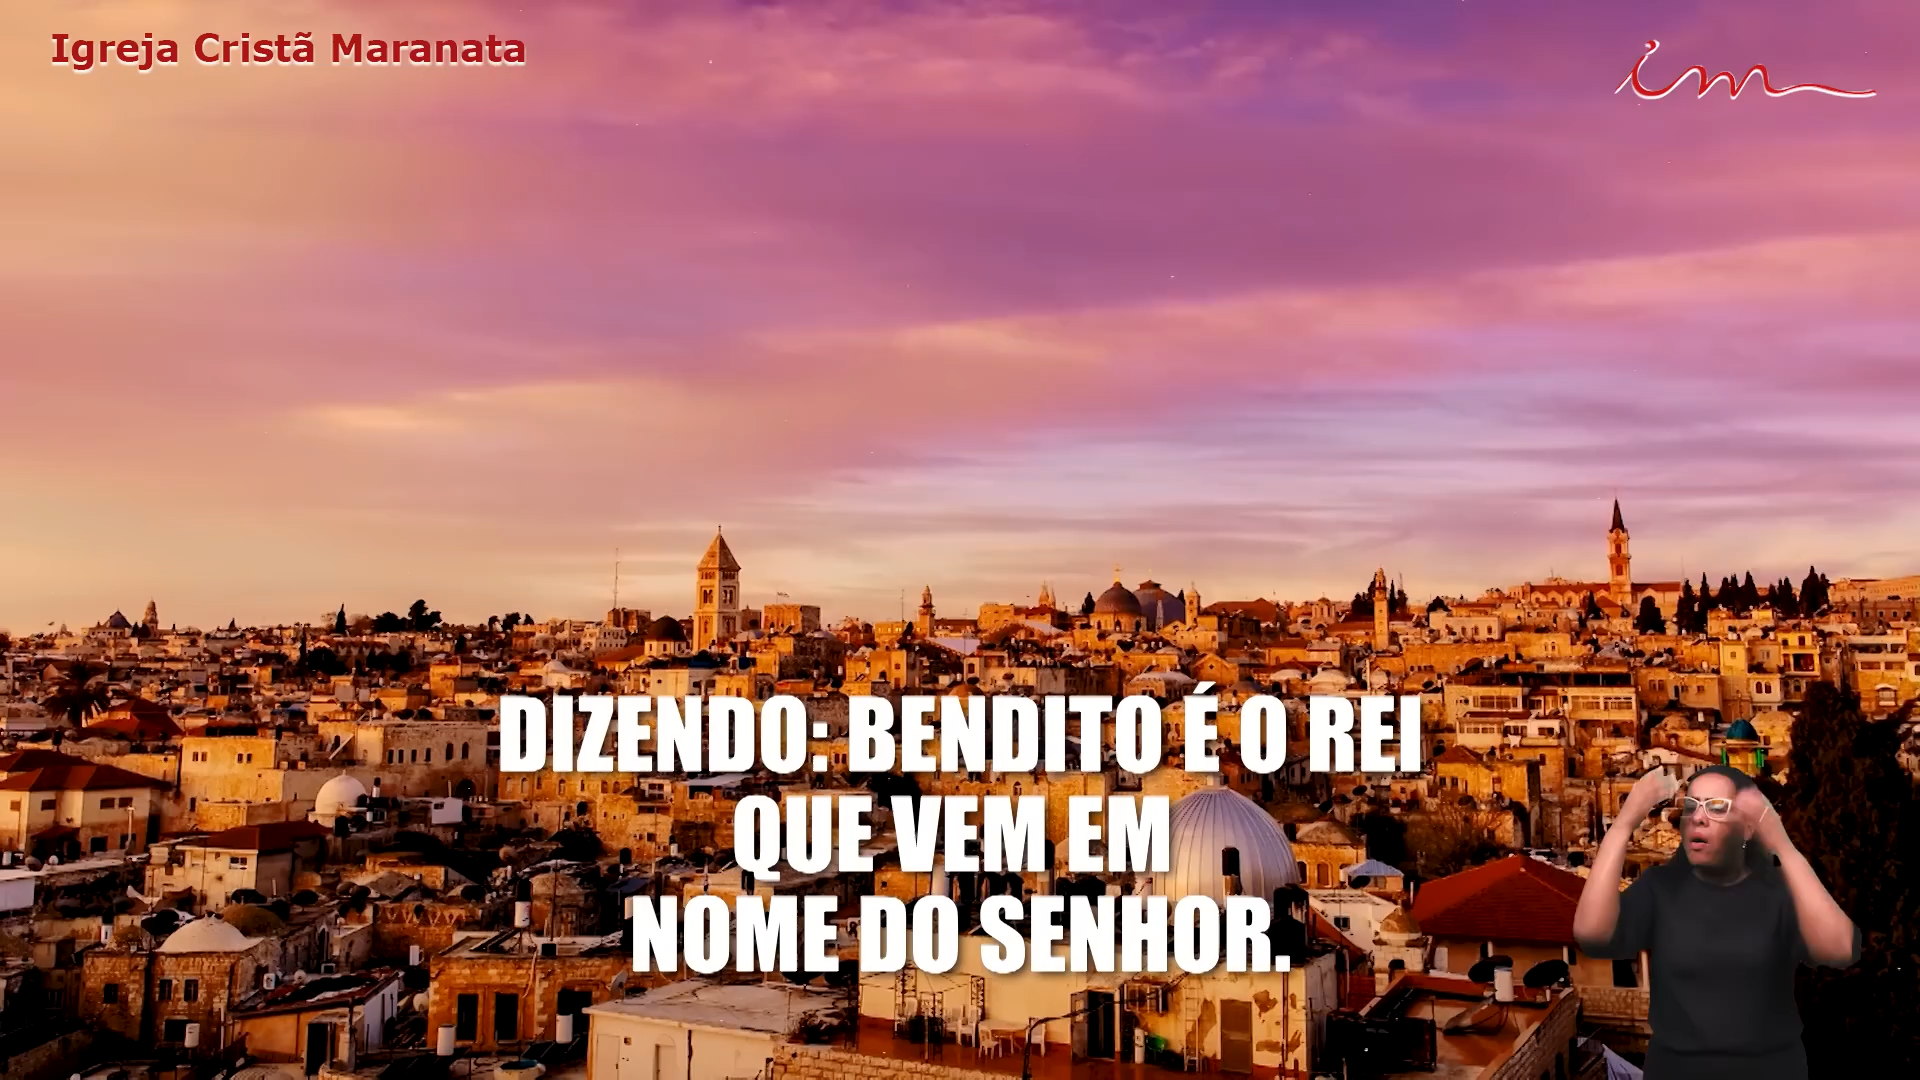 Igreja Cristã Maranata
DIZENDO: BENDITO É O REI
QUE VEM EM
NOME DO SENHOR.